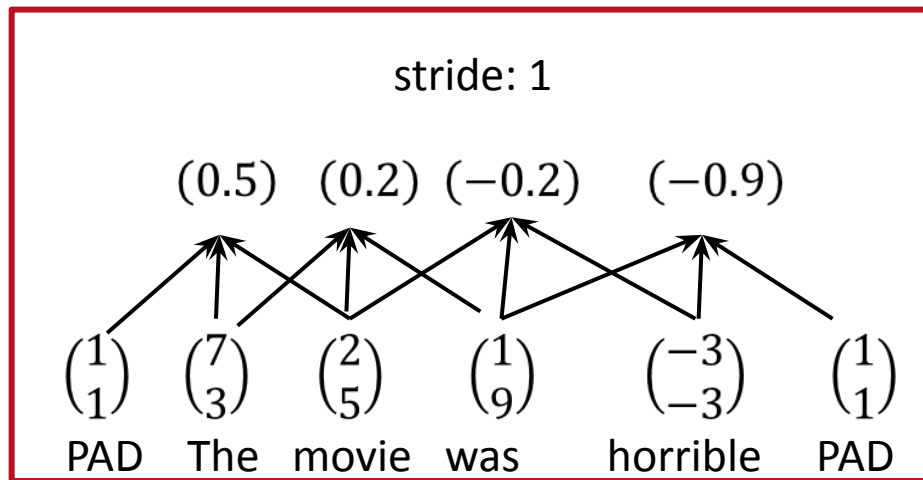 stride: 1
(0.5) (0.2) (−0.2) (−0.9)
(1 1) (7 3) (2 5) (1 9) (−3 −3) (1 1)
PAD The movie was horrible PAD